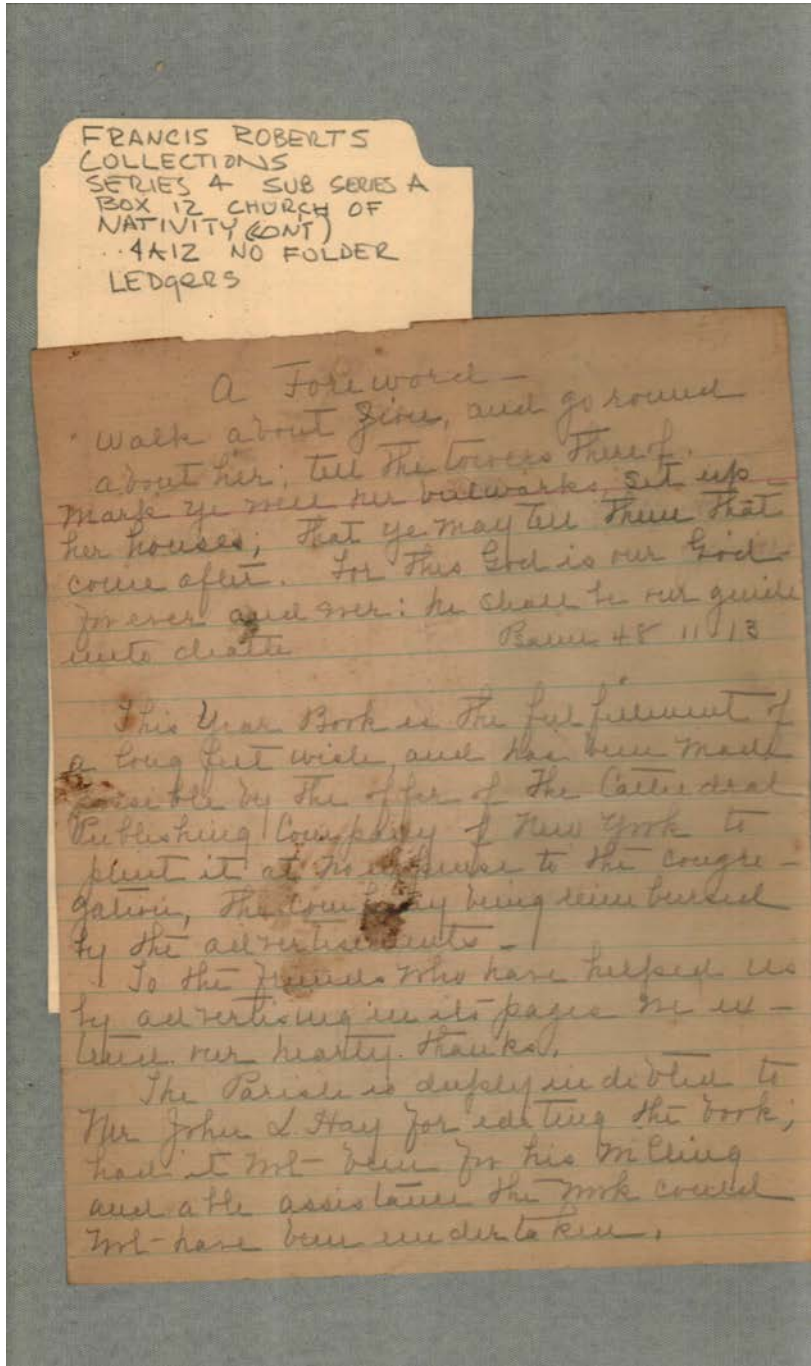 FRANCIS ROBERTS
COLLECTIONS
SERIES 4 SUB SERIES A
BOX 12 CHURCH OF
NATIVITY (CONT)
..4A12 NO FOLDER
LEDGERS
A Foreword —
Walk about Zion, and go round
about her; tell the towers thereof.
Mark ye well her bulwarks, set up
her houses; that ye may tell them that
come after. For this God is our God
for ever and ever: he shall be our guide
unto death Psalm 48 11-13
This Year Book is the fulfillment of
a long felt wish, and has been made
possible by the offer of the Cathedral
Publishing Company of New York to
print it at no expense to the congre-
gation, the company being reimbursed
by the advertisements —
To the friends who have helped us
by advertising in its pages we ex-
tend our hearty thanks.
The Parish is deeply indebted to
Mr John L. Hay for editing the book;
had it not been for his willing
and able assistance the work could
not have been undertaken.